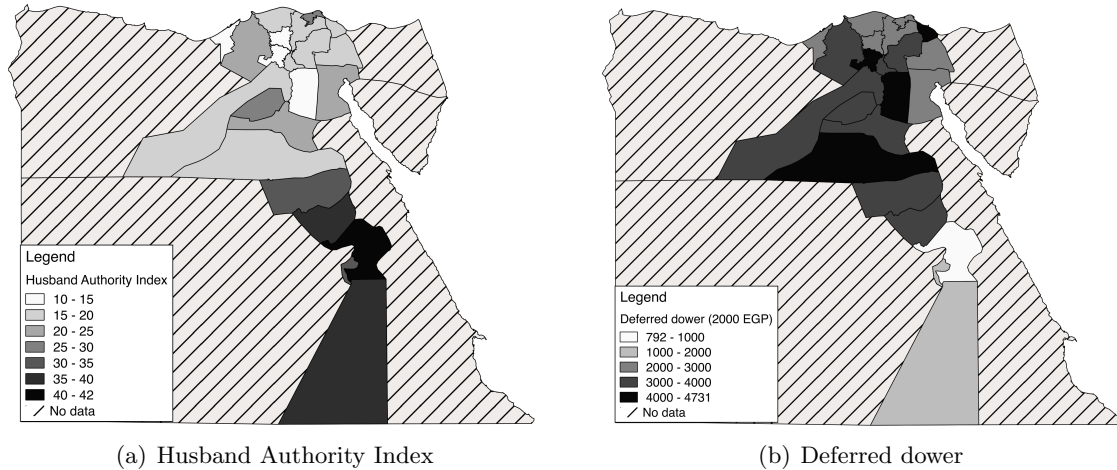 Legend
Husband Authority Index
10 - 15
15 - 20
20 - 25
25 - 30
30 - 35
35 - 40
40 - 42
No data
(a) Husband Authority Index
Legend
Deferred dower (2000 EGP)
792 - 1000
1000 - 2000
2000 - 3000
3000 - 4000
4000 - 4731
No data
(b) Deferred dower